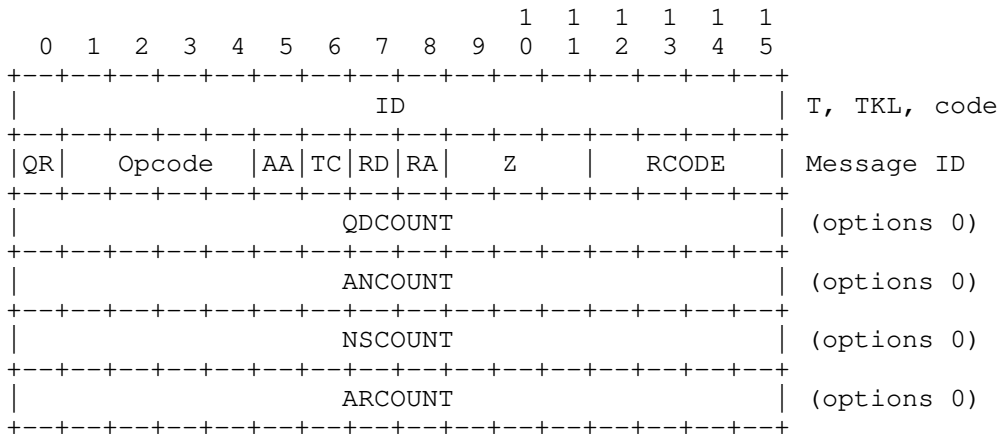 1 1 1 1 1 1
0 1 2 3 4 5 6 7 8 9 0 1 2 3 4 5
+--+--+--+--+--+--+--+--+--+--+--+--+--+--+--+--+
| ID | T, TKL, code
+--+--+--+--+--+--+--+--+--+--+--+--+--+--+--+--+
|QR| Opcode |AA|TC|RD|RA| Z | RCODE | Message ID
+--+--+--+--+--+--+--+--+--+--+--+--+--+--+--+--+
| QDCOUNT | (options 0)
+--+--+--+--+--+--+--+--+--+--+--+--+--+--+--+--+
| ANCOUNT | (options 0)
+--+--+--+--+--+--+--+--+--+--+--+--+--+--+--+--+
| NSCOUNT | (options 0)
+--+--+--+--+--+--+--+--+--+--+--+--+--+--+--+--+
| ARCOUNT | (options 0)
+--+--+--+--+--+--+--+--+--+--+--+--+--+--+--+--+